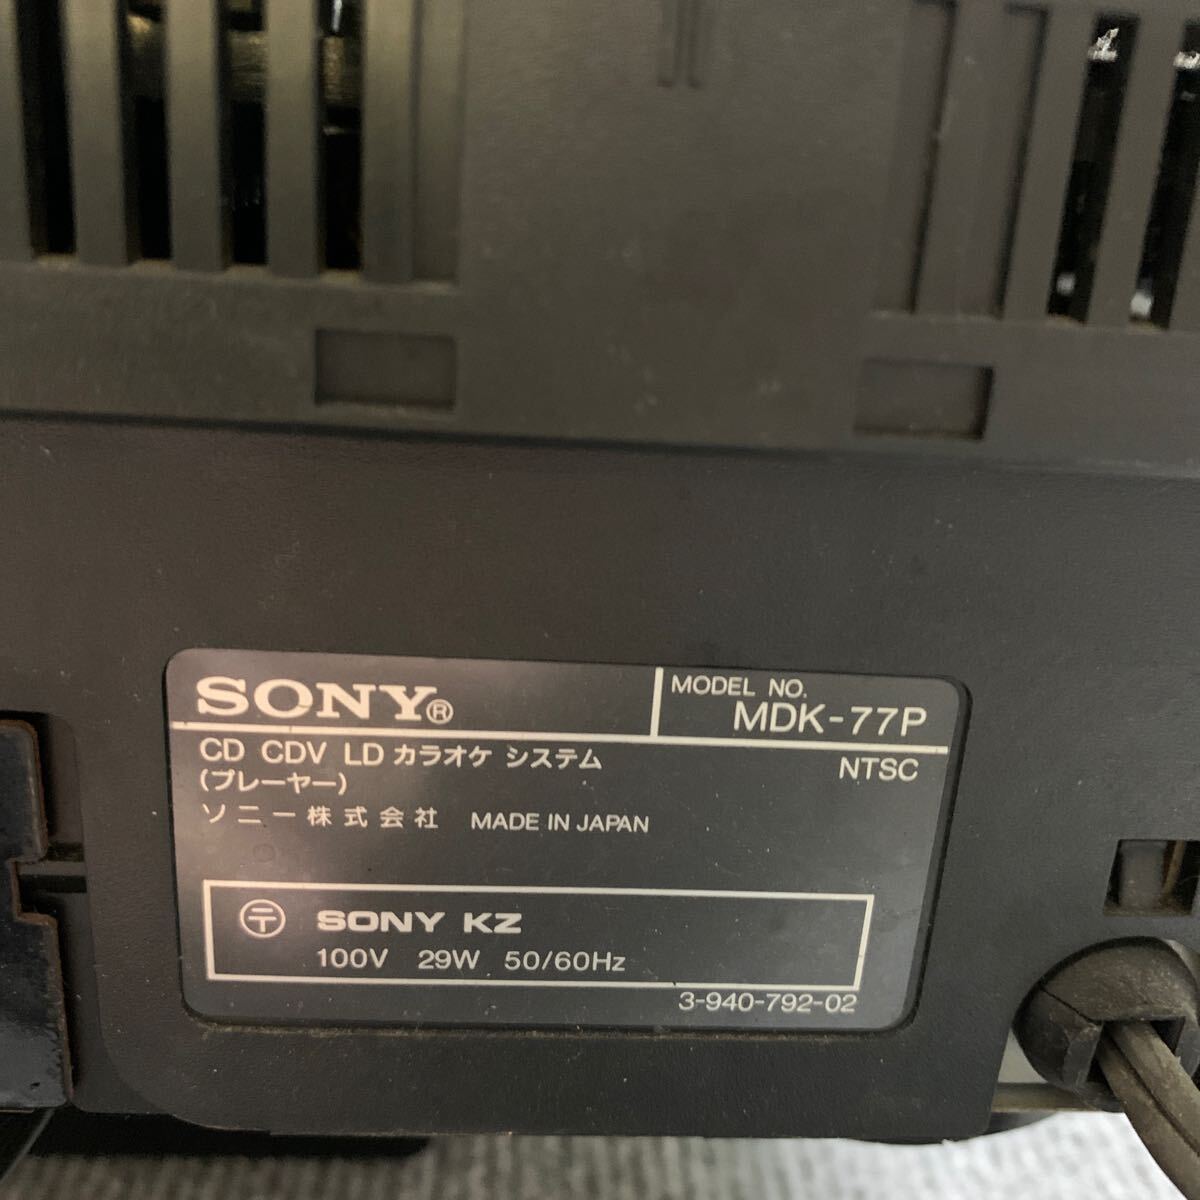 SONY®
MODEL NO.
MDK-77P
CD CDV LD カラオケ システム
(プレーヤー)
NTSC
ソニー株式会社 MADE IN JAPAN
〒 SONY KZ
100V 29W 50/60Hz
3-940-792-02